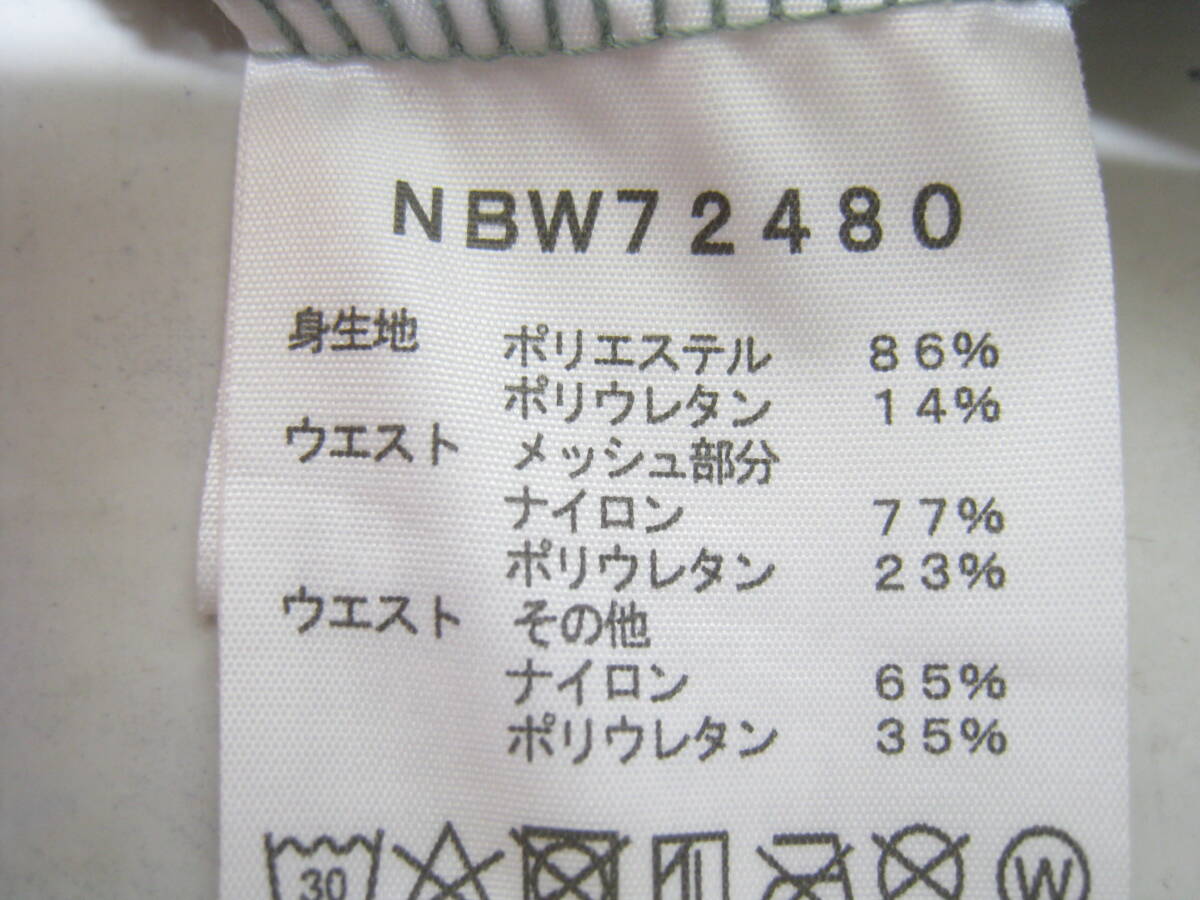 NBW72480
身生地 ポリエステル 86%
ポリウレタン 14%
ウエスト メッシュ部分
ナイロン 77%
ポリウレタン 23%
ウエスト その他
ナイロン 65%
ポリウレタン 35%
30 W